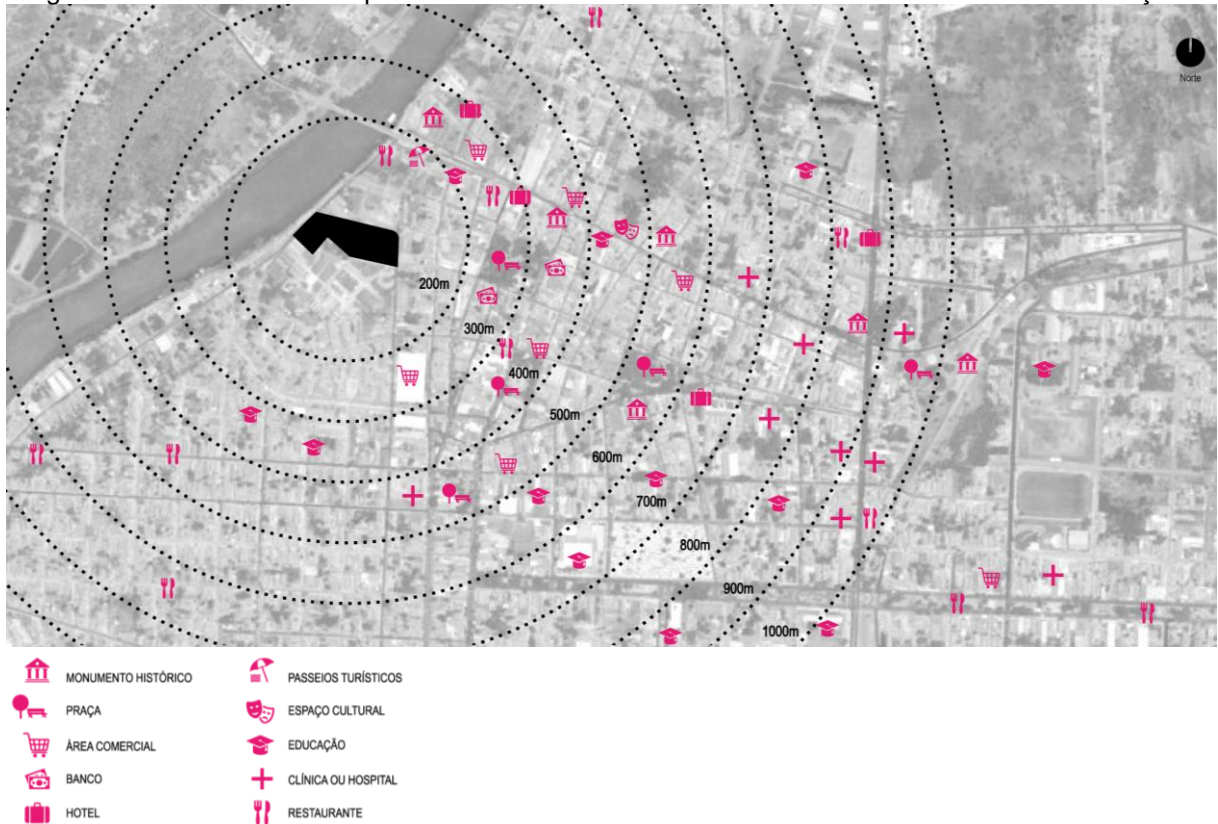 Norte
200m
300m
400m
500m
600m
700m
800m
900m
1000m
MONUMENTO HISTÓRICO
PASSEIOS TURÍSTICOS
PRAÇA
ESPAÇO CULTURAL
ÁREA COMERCIAL
EDUCAÇÃO
BANCO
CLÍNICA OU HOSPITAL
HOTEL
RESTAURANTE